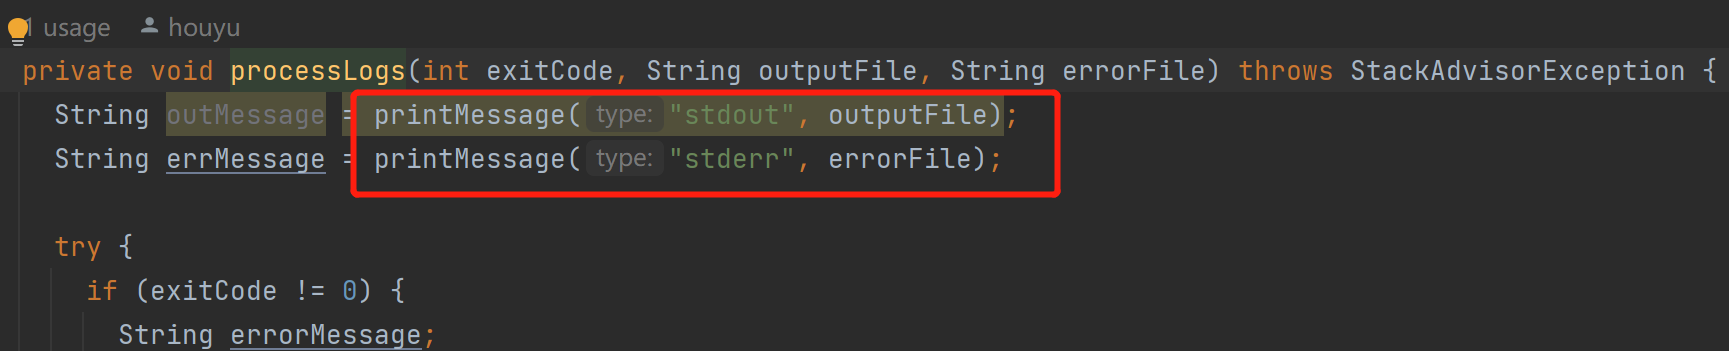 1 usage houyu
private void processLogs(int exitCode, String outputFile, String errorFile) throws StackAdvisorException {
String outMessage = printMessage( type: "stdout", outputFile);
String errMessage = printMessage( type: "stderr", errorFile);
try {
if (exitCode != 0) {
String errorMessage;